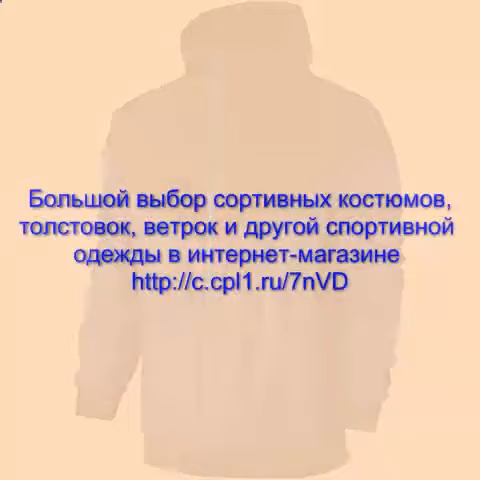 Большой выбор сортивных костюмов,
толстовок, ветрок и другой спортивной
одежды в интернет-магазине
http://c.cpl1.ru/7nVD